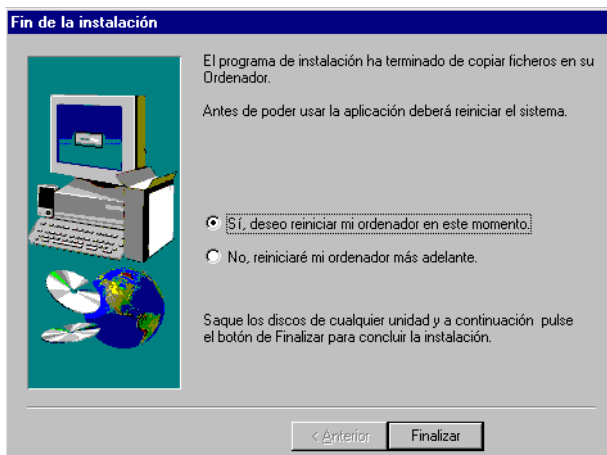 Fin de la instalación
El programa de instalación ha terminado de copiar ficheros en su
Ordenador.
Antes de poder usar la aplicación deberá reiniciar el sistema.
Sí, deseo reiniciar mi ordenador en este momento.
No, reiniciaré mi ordenador más adelante.
Saque los discos de cualquier unidad y a continuación pulse
el botón de Finalizar para concluir la instalación.
< Anterior
Finalizar